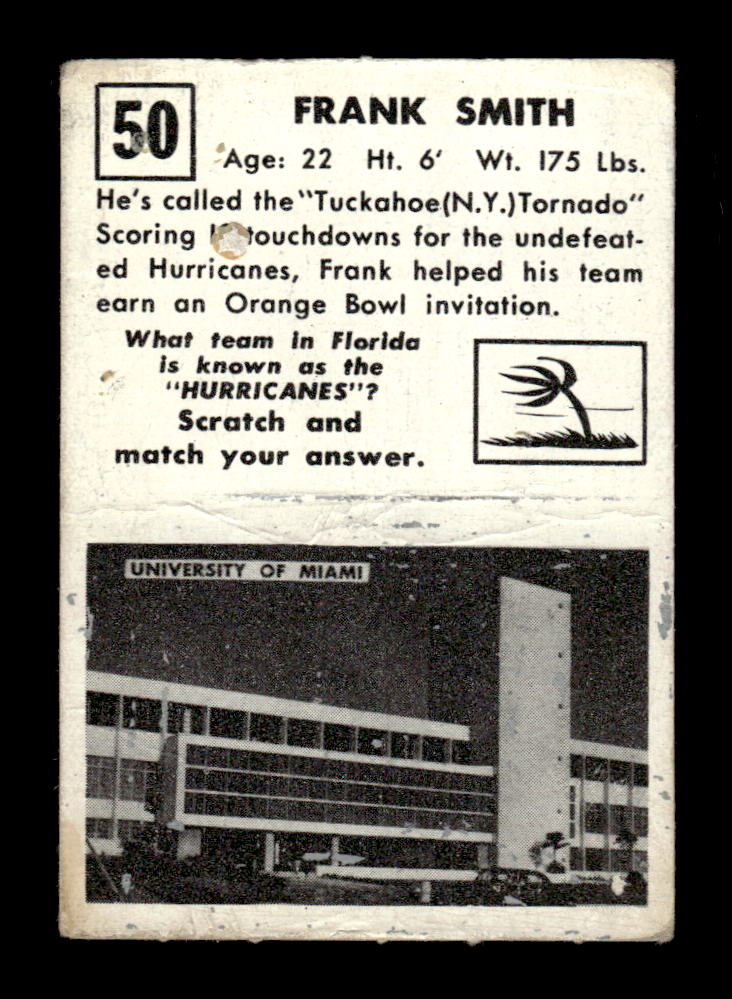 50
FRANK SMITH
Age: 22 Ht. 6' Wt. 175 Lbs.
He's called the "Tuckahoe(N.Y.)Tornado"
Scoring touchdowns for the undefeat-
ed Hurricanes, Frank helped his team
earn an Orange Bowl invitation.
What team in Florida
is known as the
"HURRICANES"?
Scratch and
match your answer.
UNIVERSITY OF MIAMI